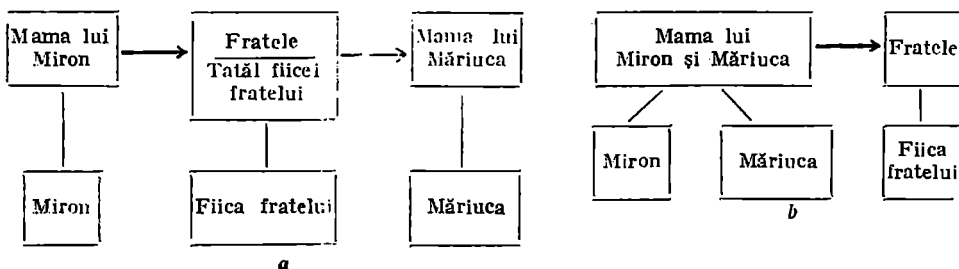 Mama lui
Miron
Fratele
Tatăl fiicei
fratelui
Mama lui
Măriuca
Miron
Fiica fratelui
Măriuca
a
Mama lui
Miron și Măriuca
Fratele
Miron
Măriuca
Fiica
fratelui
b